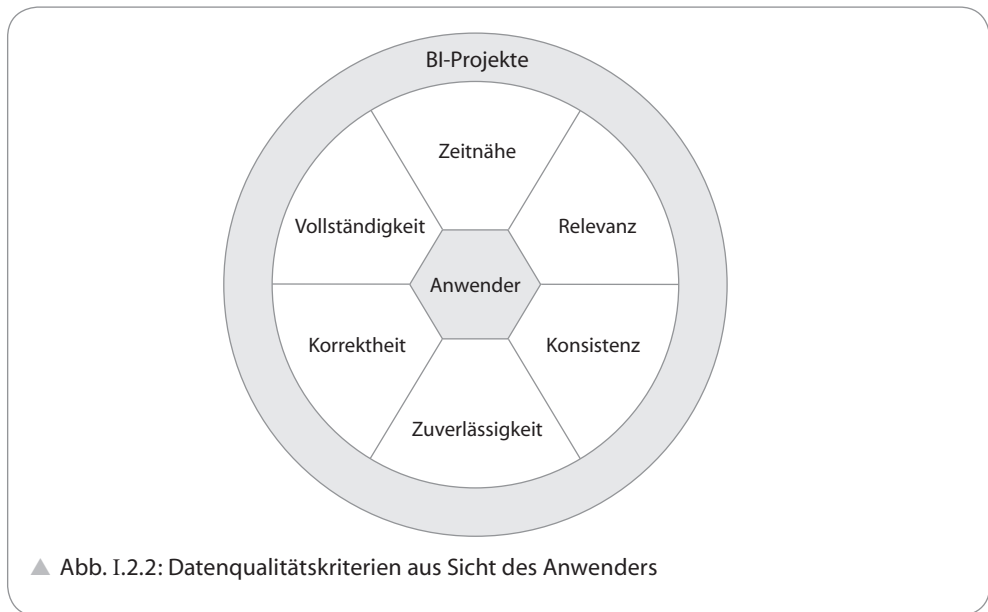 BI-Projekte
Zeitnähe
Vollständigkeit
Relevanz
Anwender
Korrektheit
Konsistenz
Zuverlässigkeit
▲ Abb. I.2.2: Datenqualitätskriterien aus Sicht des Anwenders